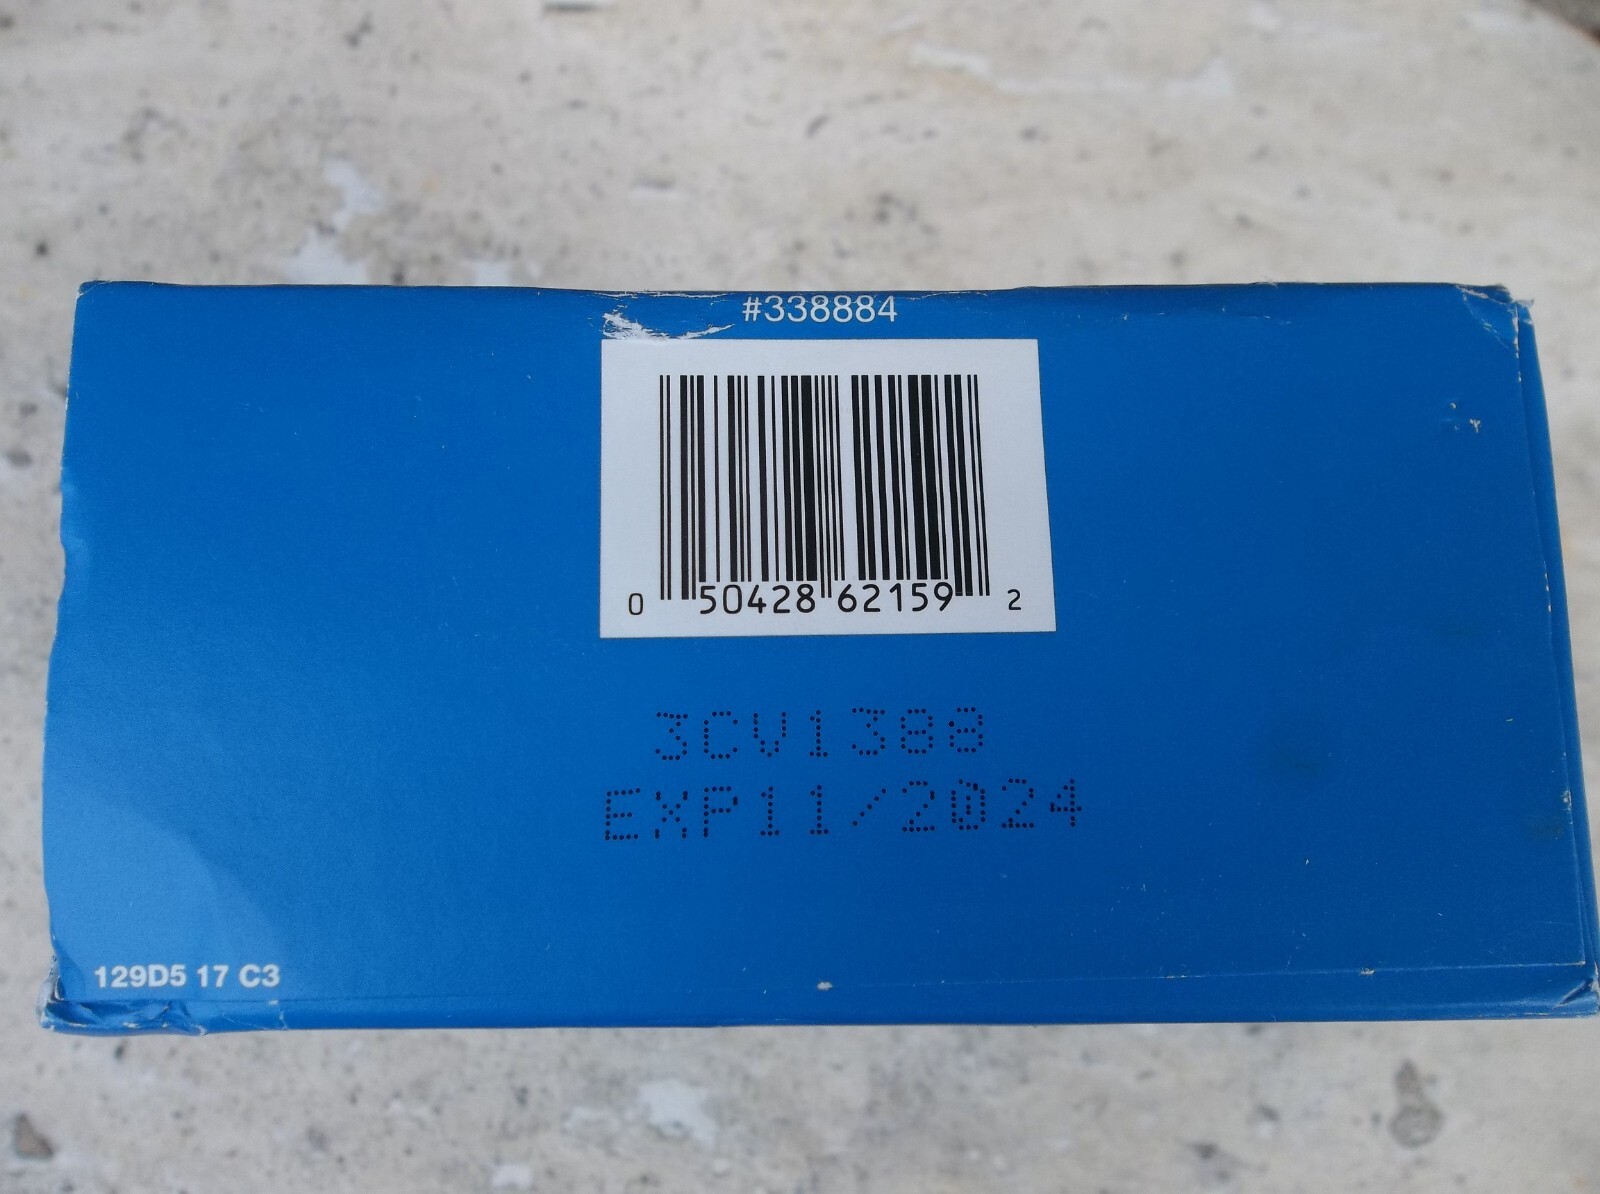 #338884
0 50428 62159 2
3CV1388
EXP11/2024
129D5 17 C3